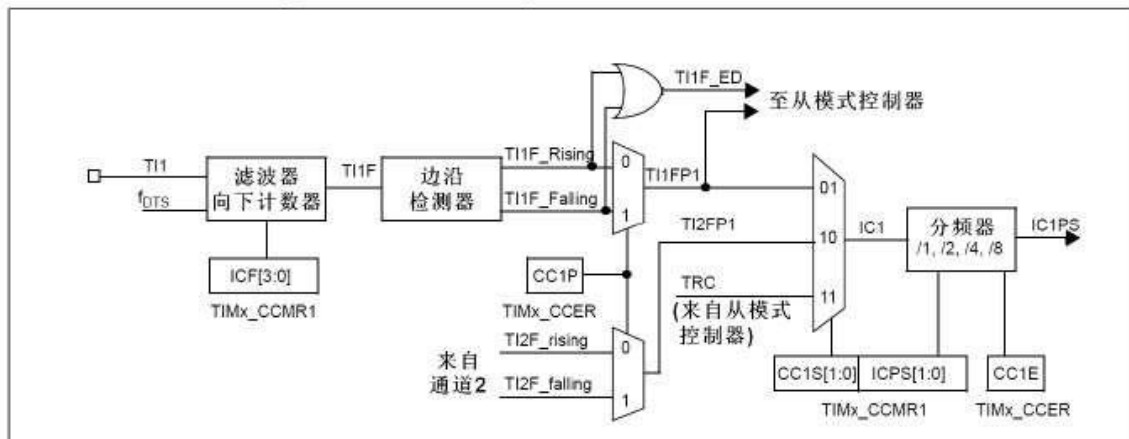 TI1F_ED
至从模式控制器
TI1
f_DTS
滤波器
向下计数器
TI1F
边沿
检测器
TI1F_Rising
TI1F_Falling
0
1
TI1FP1
01
TI2FP1
10
IC1
分频器
/1, /2, /4, /8
IC1PS
ICF[3:0]
TIMx_CCMR1
CC1P
TIMx_CCER
TRC
11
(来自从模式
控制器)
来自
通道2
TI2F_rising
TI2F_falling
0
1
CC1S[1:0]
ICPS[1:0]
TIMx_CCMR1
CC1E
TIMx_CCER